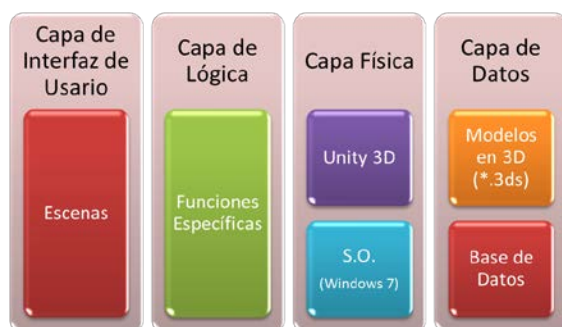 Capa de
Interfaz de
Usario
Escenas
Capa de
Lógica
Funciones
Específicas
Capa Física
Unity 3D
S.O.
(Windows 7)
Capa de
Datos
Modelos
en 3D
(*.3ds)
Base de
Datos